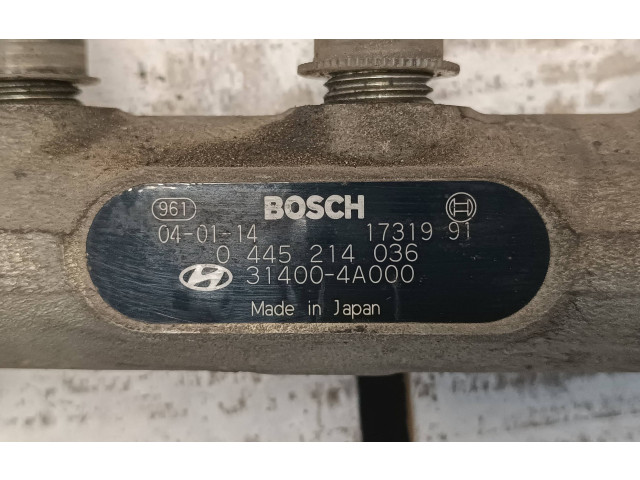 961 BOSCH
04-01-14 17319 91
0 445 214 036
31400-4A000
Made in Japan